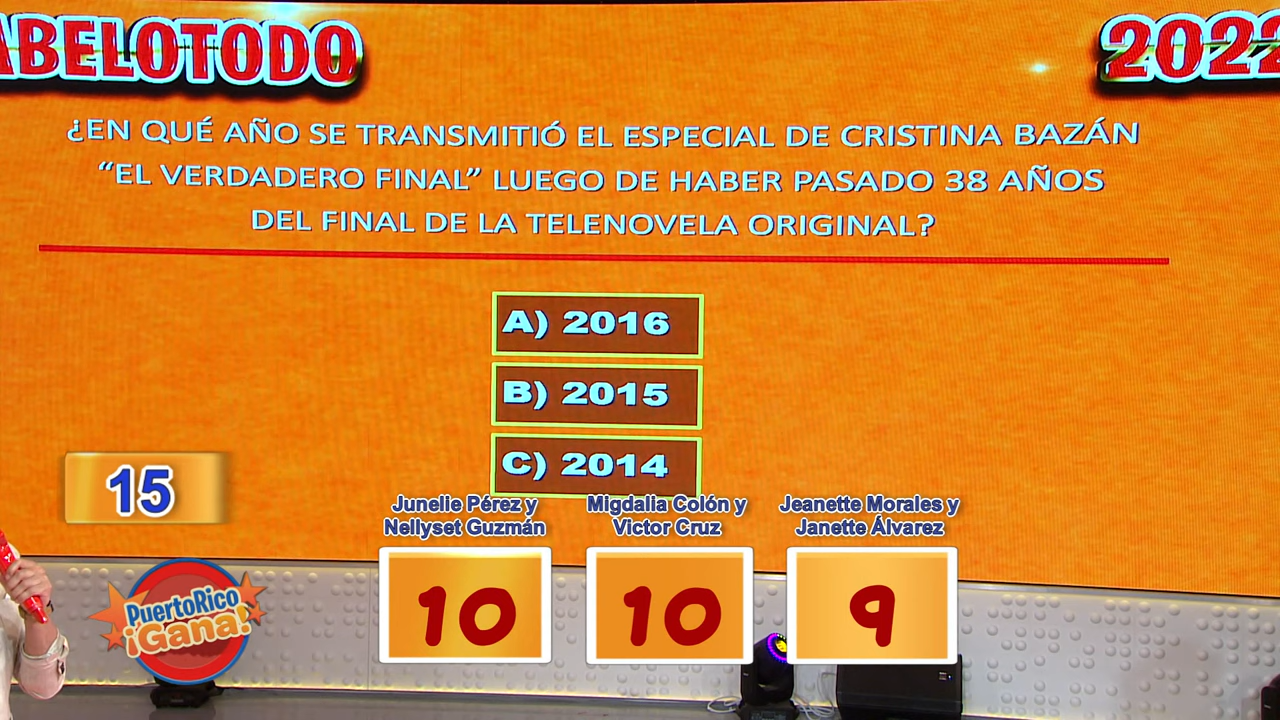 ABELOTODO
2022
¿EN QUÉ AÑO SE TRANSMITIÓ EL ESPECIAL DE CRISTINA BAZÁN
“EL VERDADERO FINAL” LUEGO DE HABER PASADO 38 AÑOS
DEL FINAL DE LA TELENOVELA ORIGINAL?
A) 2016
B) 2015
C) 2014
15
Junelie Pérez y
Nellyset Guzmán
10
Migdalia Colón y
Victor Cruz
10
Jeanette Morales y
Janette Álvarez
9
PuertoRico
¡Gana!